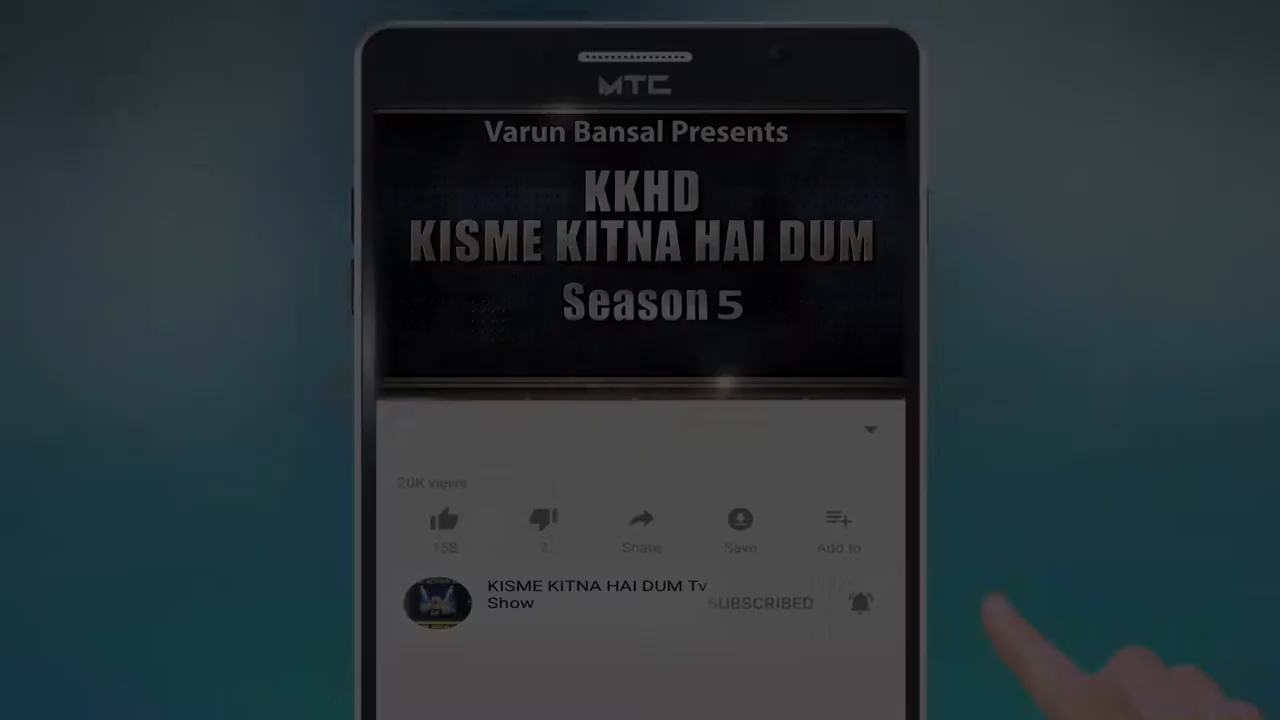 MTC
Varun Bansal Presents
KKHD
KISME KITNA HAI DUM
Season 5
20K views
Share
Save
Add to
KISME KITNA HAI DUM Tv
Show
SUBSCRIBED